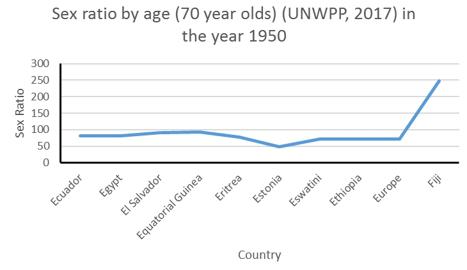 Sex ratio by age (70 year olds) (UNWPP, 2017) in
the year 1950
300
250
200
150
100
50
0
Sex Ratio
Ecuador
Egypt
El Salvador
Equatorial Guinea
Eritrea
Estonia
Eswatini
Ethiopia
Europe
Fiji
Country